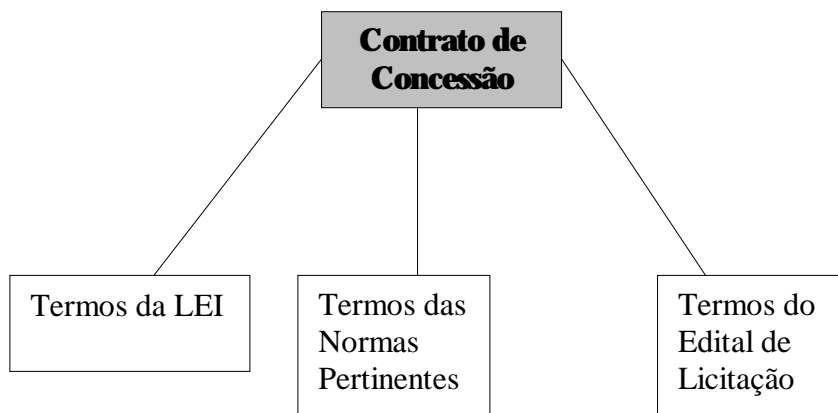 Contrato de
Concessão
Termos da LEI
Termos das
Normas
Pertinentes
Termos do
Edital de
Licitação